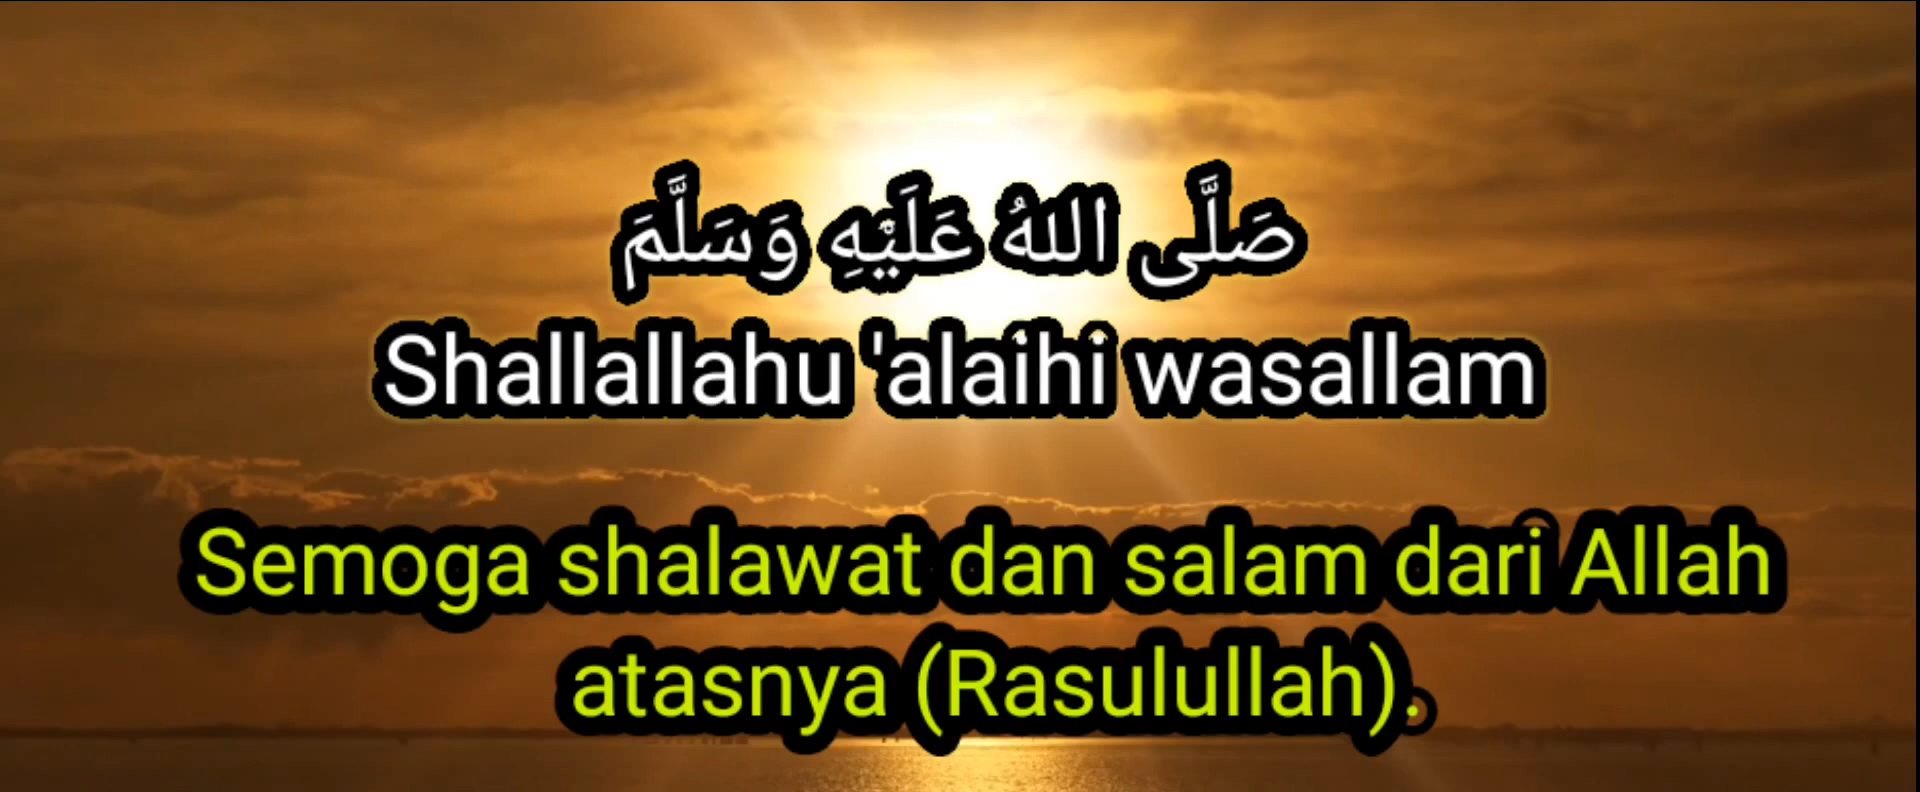 صَلَّى اللهُ عَلَيْهِ وَسَلَّمَ
Shallallahu 'alaihi wasallam
Semoga shalawat dan salam dari Allah
atasnya (Rasulullah).